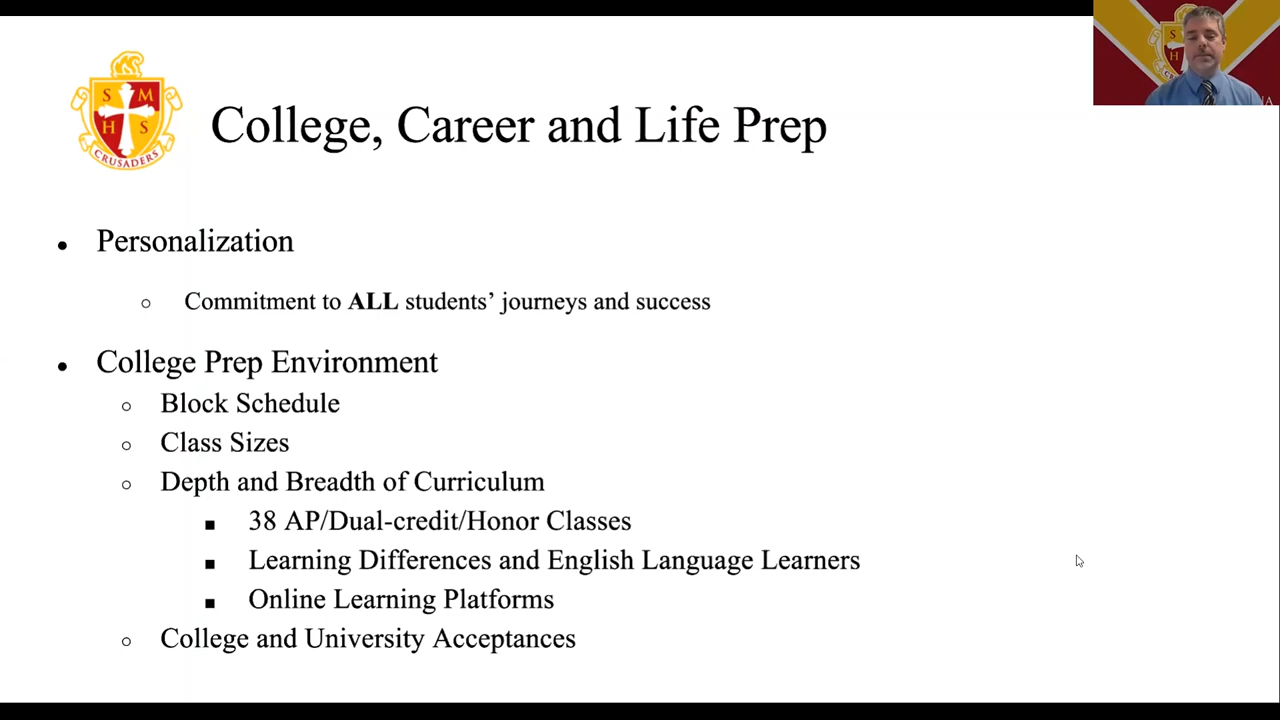 S M
H S
CRUSADERS
College, Career and Life Prep
S
H
NA
• Personalization
○ Commitment to ALL students’ journeys and success
• College Prep Environment
○ Block Schedule
○ Class Sizes
○ Depth and Breadth of Curriculum
■ 38 AP/Dual-credit/Honor Classes
■ Learning Differences and English Language Learners
■ Online Learning Platforms
○ College and University Acceptances